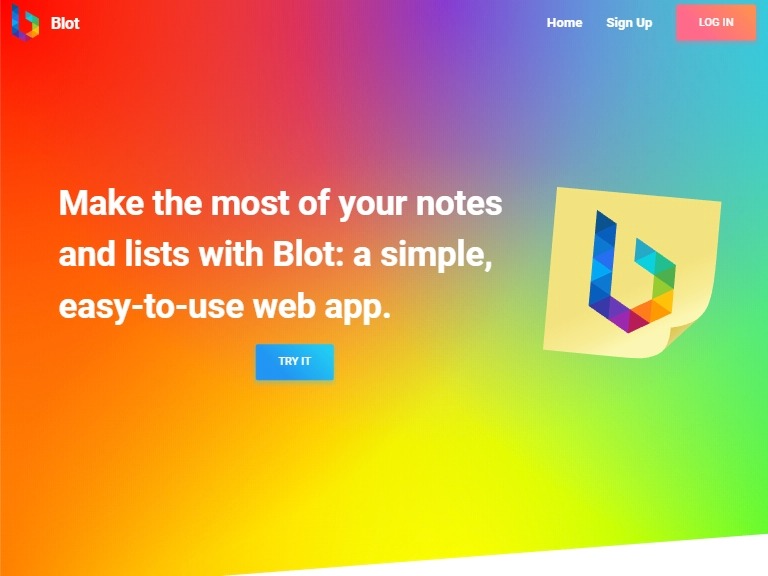 Blot
Home
Sign Up
LOG IN
Make the most of your notes
and lists with Blot: a simple,
easy-to-use web app.
TRY IT